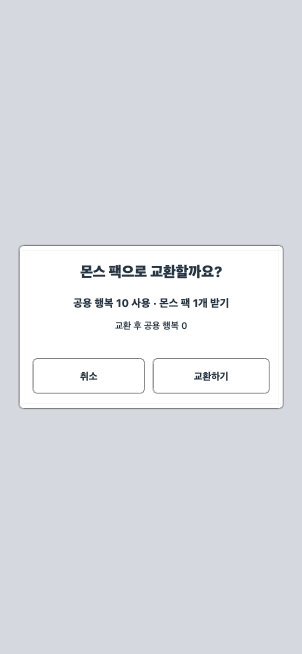 몬스 팩으로 교환할까요?
공용 행복 10 사용 · 몬스 팩 1개 받기
교환 후 공용 행복 0
취소
교환하기